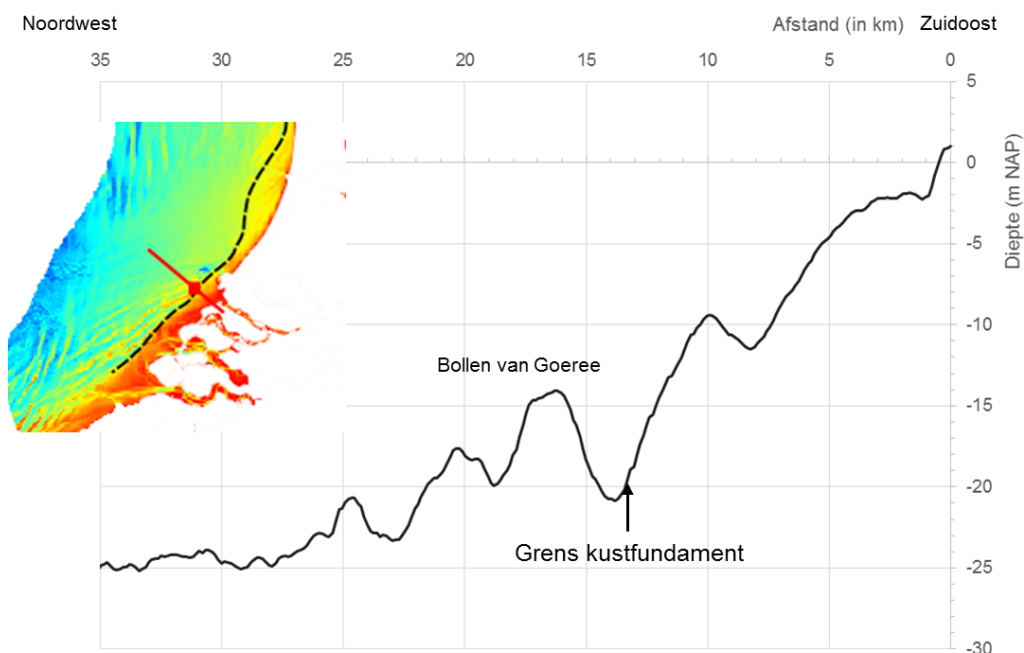 Noordwest
Afstand (in km) Zuidoost
35 30 25 20 15 10 5 0
5
0
Diepte (m NAP)
-5
-10
Bollen van Goeree
-15
-20
Grens kustfundament
-25
-30